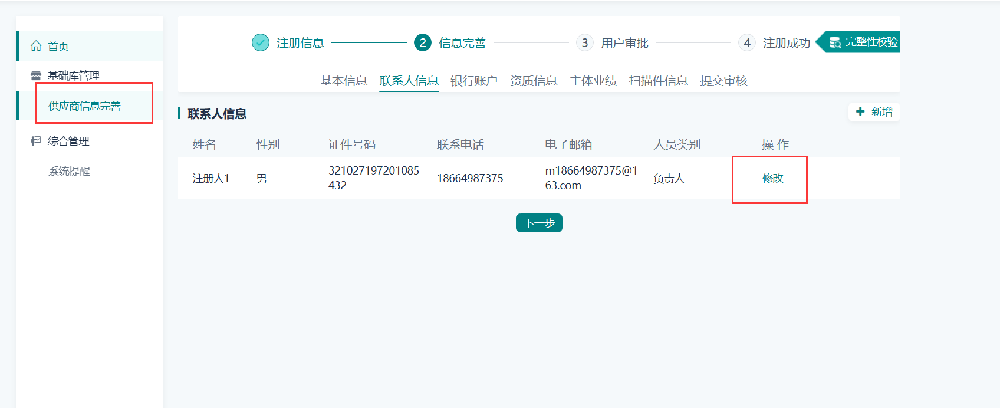 首页
基础库管理
供应商信息完善
综合管理
系统提醒
注册信息
2 信息完善
3 用户审批
4 注册成功
完整性校验
基本信息 联系人信息 银行账户 资质信息 主体业绩 扫描件信息 提交审核
联系人信息
新增
姓名 性别 证件号码 联系电话 电子邮箱 人员类别 操 作
注册人1 男 321027197201085 18664987375 m18664987375@1 负责人 修改
432 63.com
下一步